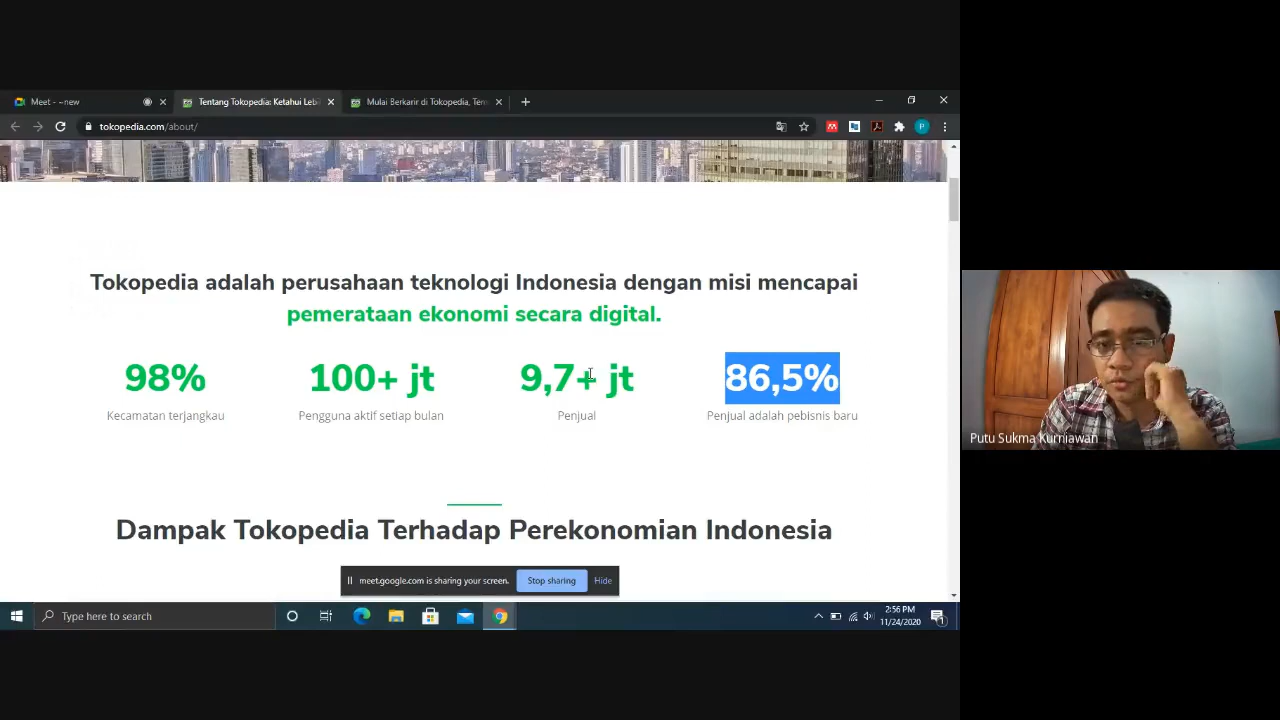 Meet - ~new
Tentang Tokopedia: Ketahui Leb
Mulai Berkarir di Tokopedia, Tem
tokopedia.com/about/
Tokopedia adalah perusahaan teknologi Indonesia dengan misi mencapai
pemerataan ekonomi secara digital.
98%
Kecamatan terjangkau
100+ jt
Pengguna aktif setiap bulan
9,7+ jt
Penjual
86,5%
Penjual adalah pebisnis baru
Dampak Tokopedia Terhadap Perekonomian Indonesia
meet.google.com is sharing your screen.
Stop sharing
Hide
Type here to search
2:56 PM
11/24/2020
Putu Sukma Kurniawan